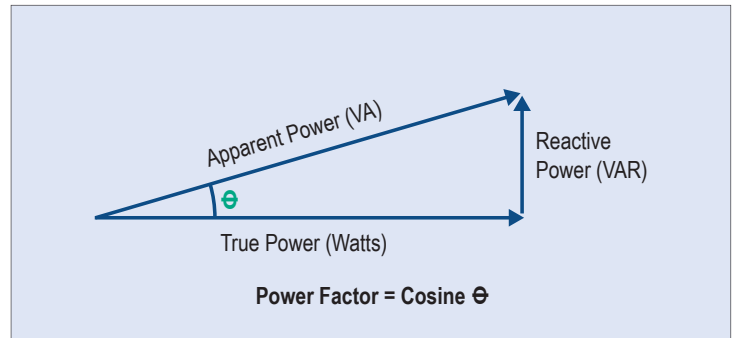 Apparent Power (VA)
Reactive
Power (VAR)
ɵ
True Power (Watts)
Power Factor = Cosine ɵ